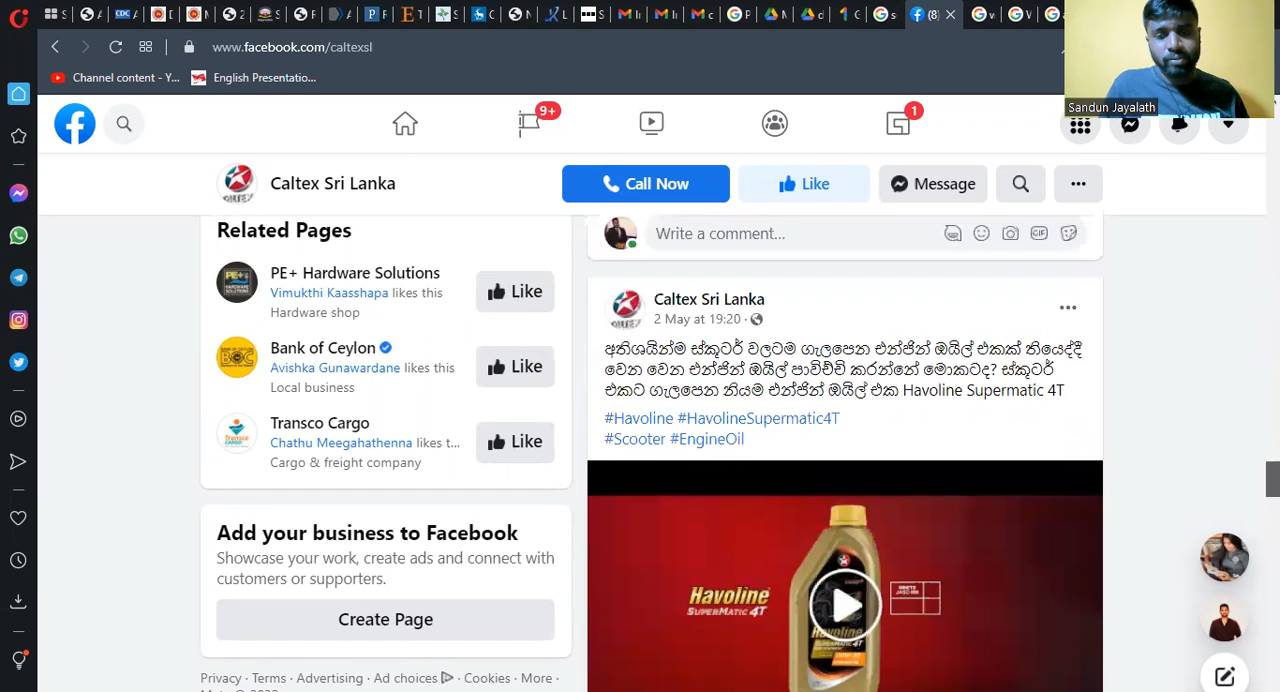 www.facebook.com/caltexsl
Channel content - Y...
English Presentatio...
Sandun Jayalath
9+
1
Caltex Sri Lanka
Call Now
Like
Message
Related Pages
PE+ Hardware Solutions
Vimukthi Kaasshapa likes this
Hardware shop
Like
Bank of Ceylon
Avishka Gunawardane likes this
Local business
Like
Transco Cargo
Chathu Meegahathenna likes t...
Cargo & freight company
Like
Add your business to Facebook
Showcase your work, create ads and connect with
customers or supporters.
Create Page
Privacy · Terms · Advertising · Ad choices · Cookies · More ·
Write a comment...
GIF
Caltex Sri Lanka
2 May at 19:20 ·
අතිශයින්ම ස්කූටර් වලටම ගැලපෙන එන්ජින් ඔයිල් එකක් තියෙද්දී
වෙන වෙන එන්ජින් ඔයිල් පාවිච්චි කරන්නේ මොකටද? ස්කූටර්
එකට ගැලපෙන නියම එන්ජින් ඔයිල් එක Havoline Supermatic 4T
#Havoline #HavolineSupermatic4T
#Scooter #EngineOil
Havoline
SUPERMATIC 4T
Havoline